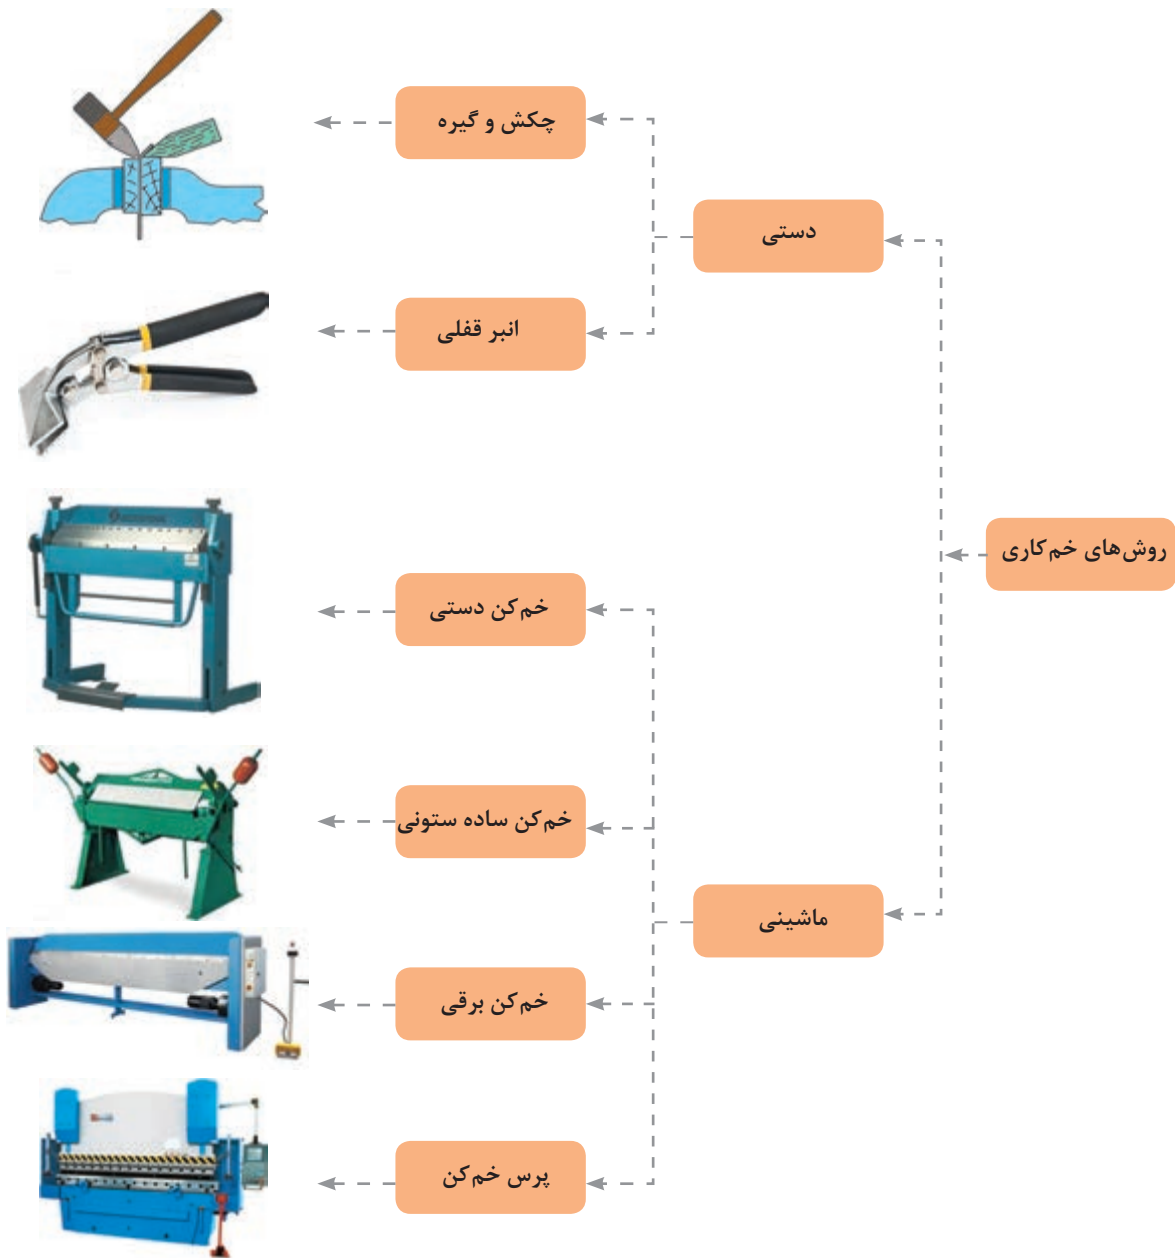 روش‌های خم‌کاری
دستی
چکش و گیره
انبر قفلی
ماشینی
خم‌کن دستی
خم‌کن ساده ستونی
خم‌کن برقی
پرس خم‌کن